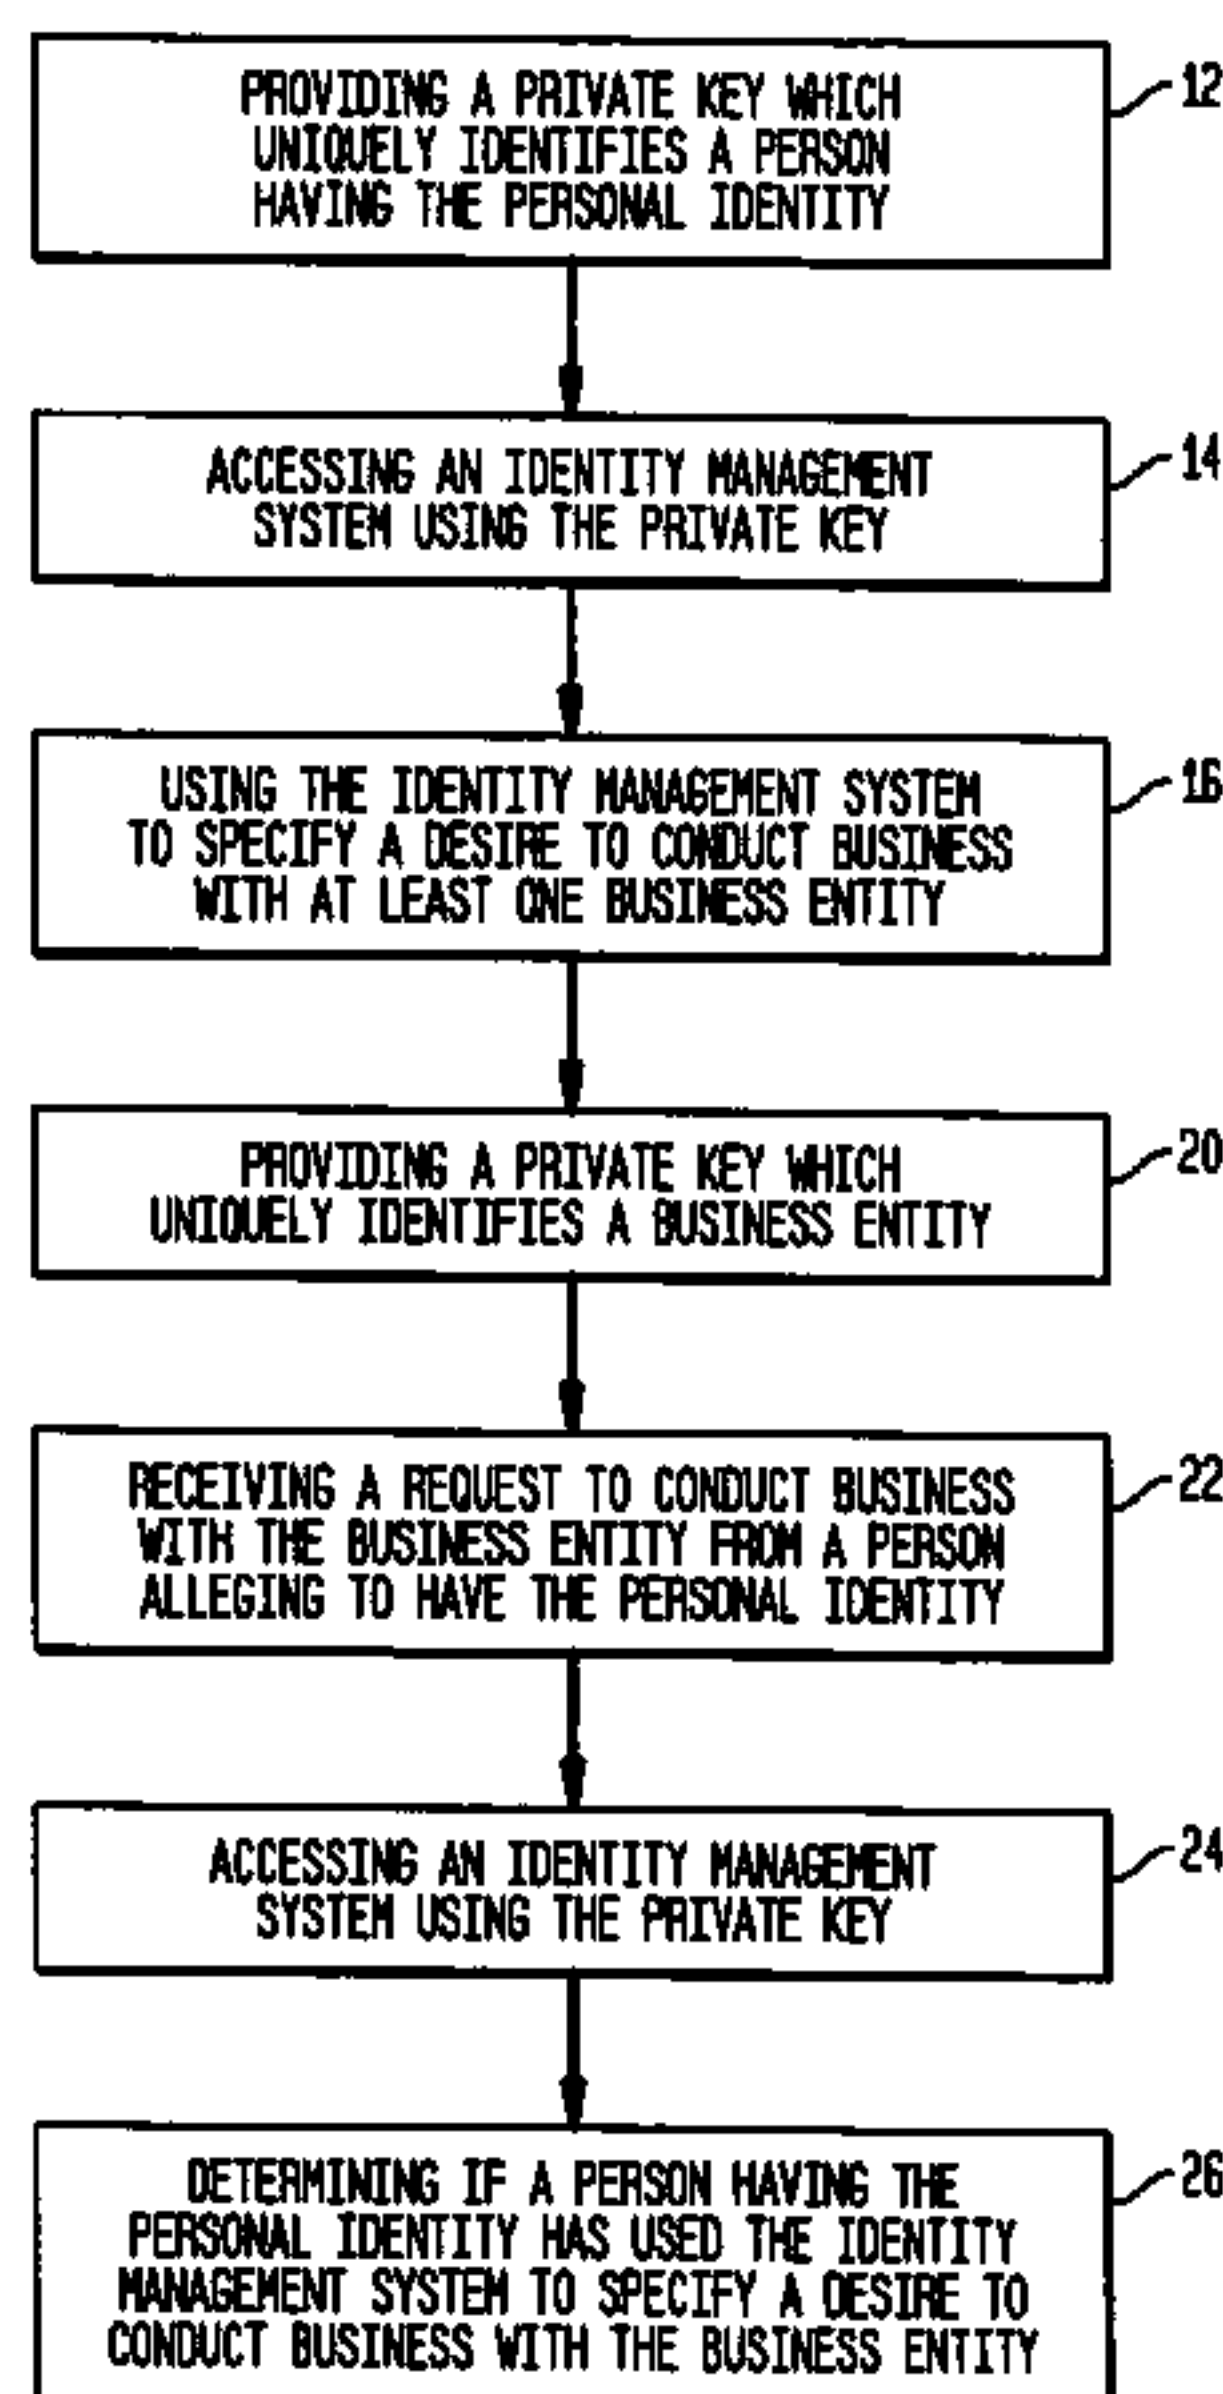 PROVIDING A PRIVATE KEY WHICH
UNIQUELY IDENTIFIES A PERSON
HAVING THE PERSONAL IDENTITY
12
ACCESSING AN IDENTITY MANAGEMENT
SYSTEM USING THE PRIVATE KEY
14
USING THE IDENTITY MANAGEMENT SYSTEM
TO SPECIFY A DESIRE TO CONDUCT BUSINESS
WITH AT LEAST ONE BUSINESS ENTITY
16
PROVIDING A PRIVATE KEY WHICH
UNIQUELY IDENTIFIES A BUSINESS ENTITY
20
RECEIVING A REQUEST TO CONDUCT BUSINESS
WITH THE BUSINESS ENTITY FROM A PERSON
ALLEGING TO HAVE THE PERSONAL IDENTITY
22
ACCESSING AN IDENTITY MANAGEMENT
SYSTEM USING THE PRIVATE KEY
24
DETERMINING IF A PERSON HAVING THE
PERSONAL IDENTITY HAS USED THE IDENTITY
MANAGEMENT SYSTEM TO SPECIFY A DESIRE TO
CONDUCT BUSINESS WITH THE BUSINESS ENTITY
26